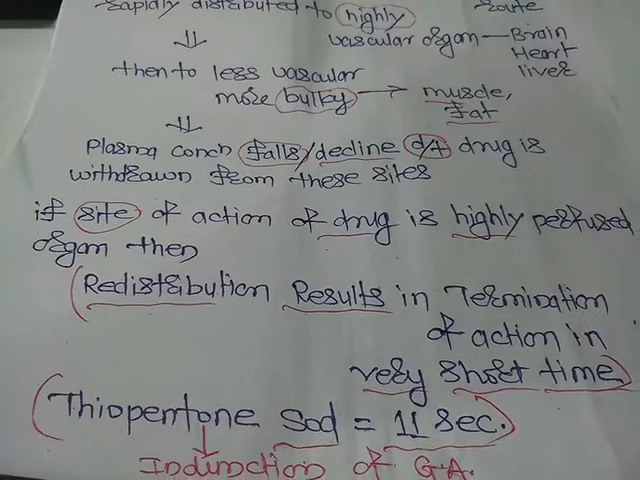 rapidly distributed to highly
route
vascular organ — Brain
Heart
liver
then to less vascular
more bulky → muscle,
fat
Plasma concn falls/decline d/t drug is
withdrawn from these sites
if site of action of drug is highly perfused
organ then
Redistribution Results in Termination
of action in
very short time
Thiopentone Sod = 11 sec.
Indunction of G.A.